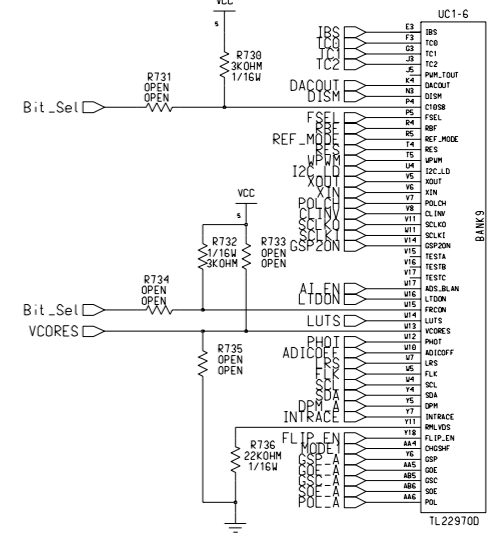 VCC
UC1-6
5
R730
3KOHM
1/16W
R731
OPEN
OPEN
Bit_Sel
IBS E3 IBS
TC0 F3 TC0
TC1 G3 TC1
TC2 J3 TC2
J5 PWM_TOUT
DACOUT K4 DACOUT
DISM N3 DISM
P4 C10S8
FSEL P5 FSEL
RBF R4 RBF
REF_MODE R5 REF_MODE
RES T4 RES
WPWM T5 WPWM
I2C_LD U4 I2C_LD
XOUT V5 XOUT
XIN V6 XIN
POLCH V7 POLCH
CLINV V8 CLINV
SCLKO V11 SCLKO
SCLKI W11 SCLKI
GSP2ON V14 GSP2ON
V15 TESTA
V16 TESTB
V17 TESTC
AI_EN W17 ADS_BLAN
LTDON W16 LTDON
W15 FRCON
LUTS W14 LUTS
W13 VCORES
PHOT W12 PHOT
ADICOFF W10 ADICOFF
LRS W7 LRS
FLK W5 FLK
SCL W4 SCL
SDA Y4 SDA
DPM_A Y5 DPM
INTRACE Y7 INTRACE
Y11 RMLVDS
FLIP_EN Y18 FLIP_EN
MODE1 AA4 CHGSHF
GSP_A Y6 GSP
GOE_A AA5 GOE
GSC_A AB5 GSC
SOE_A AB6 SOE
POL_A AA6 POL
BANK9
TL22970D
VCC
5
R732
1/16W
3KOHM
R733
OPEN
OPEN
R734
OPEN
OPEN
Bit_Sel
VCORES
R735
OPEN
OPEN
R736
22KOHM
1/16W